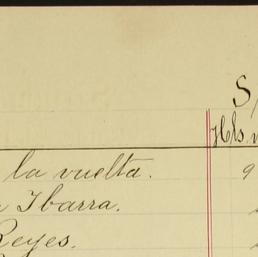 S
Hls
la vuelta. 9
Ibarra.
Reyes.